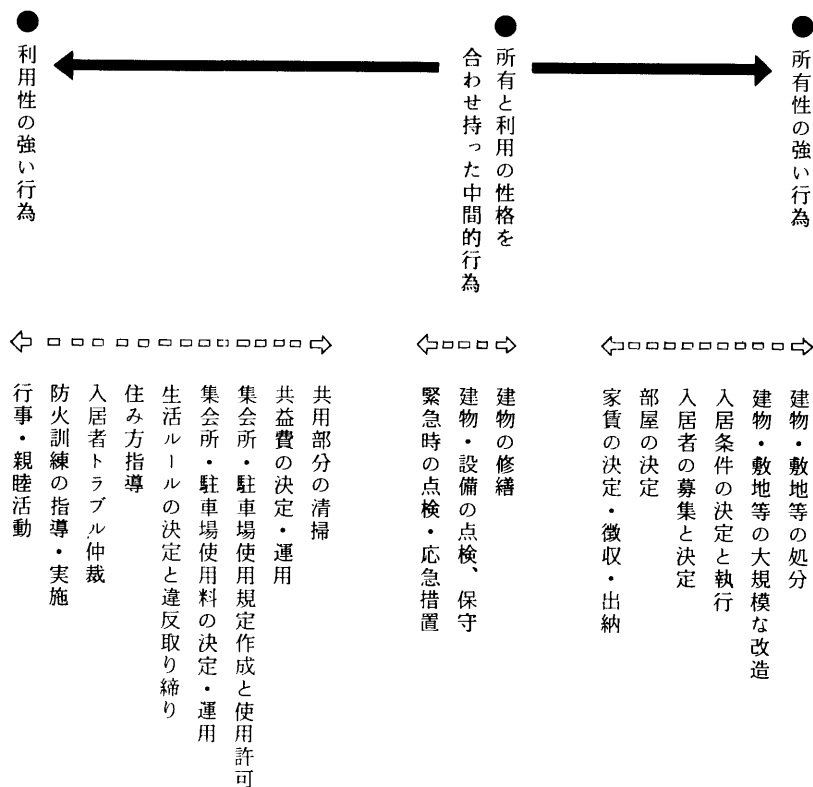 ●所有性の強い行為
●所有と利用の性格を
合わせ持った中間的行為
●利用性の強い行為
建物・敷地等の処分
建物・敷地等の大規模な改造
入居条件の決定と執行
入居者の募集と決定
部屋の決定
家賃の決定・徴収・出納
建物の修繕
建物・設備の点検、保守
緊急時の点検・応急措置
共用部分の清掃
共益費の決定・運用
集会所・駐車場使用規定作成と使用許可
集会所・駐車場使用料の決定・運用
生活ルールの決定と違反取り締り
住み方指導
入居者トラブル仲裁
防火訓練の指導・実施
行事・親睦活動